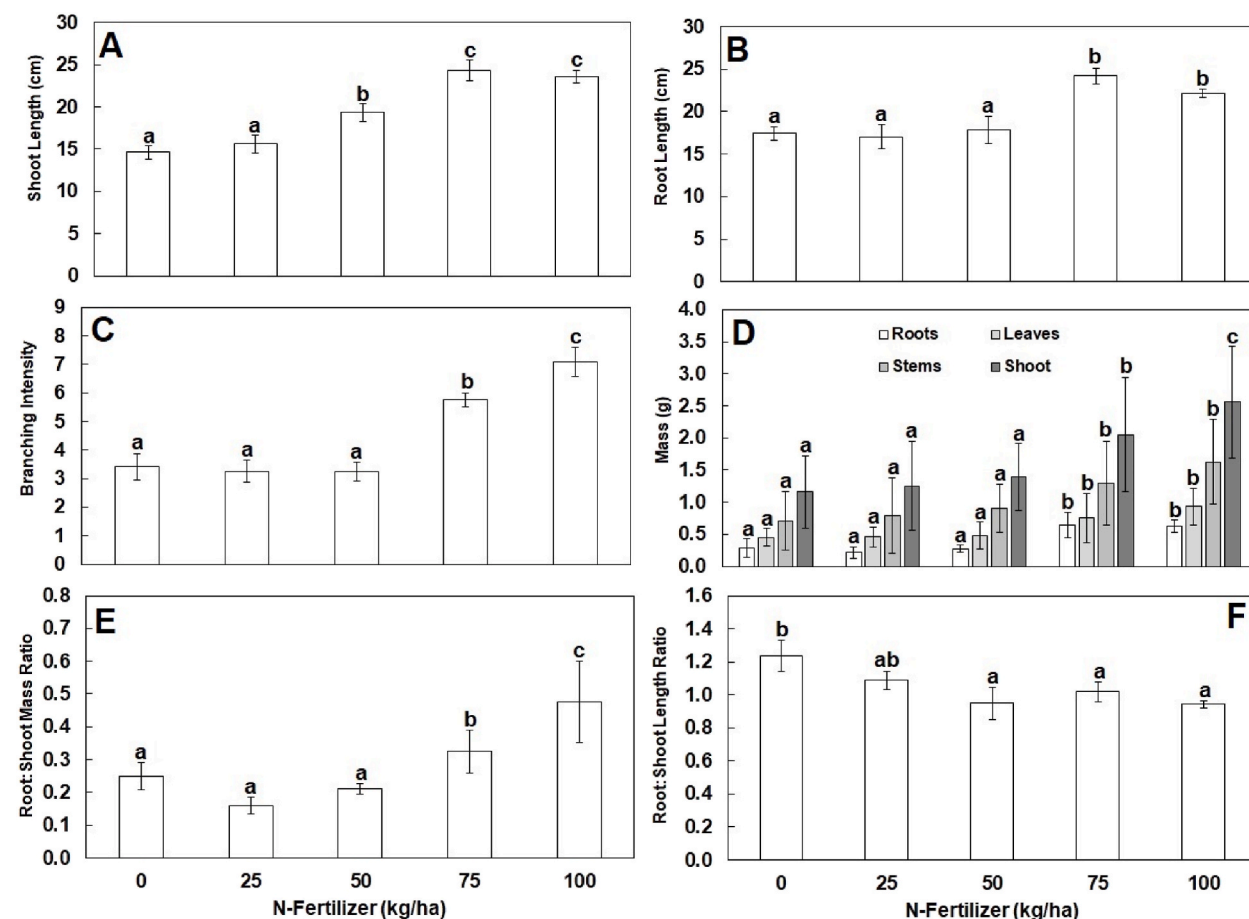 A
Shoot Length (cm)
30
25
20
15
10
5
0
a a b c c
B
Root Length (cm)
30
25
20
15
10
5
0
a a a b b
C
Branching Intensity
9
8
7
6
5
4
3
2
1
0
a a a b c
D
Mass (g)
4.0
3.5
3.0
2.5
2.0
1.5
1.0
0.5
0.0
Roots Leaves
Stems Shoot
a a a a a a a a a a a a b b b b b b b c
E
Root: Shoot Mass Ratio
0.8
0.7
0.6
0.5
0.4
0.3
0.2
0.1
0.0
a a a b c
0 25 50 75 100
N-Fertilizer (kg/ha)
F
Root: Shoot Length Ratio
1.6
1.4
1.2
1.0
0.8
0.6
0.4
0.2
0.0
b ab a a a
0 25 50 75 100
N-Fertilizer (kg/ha)